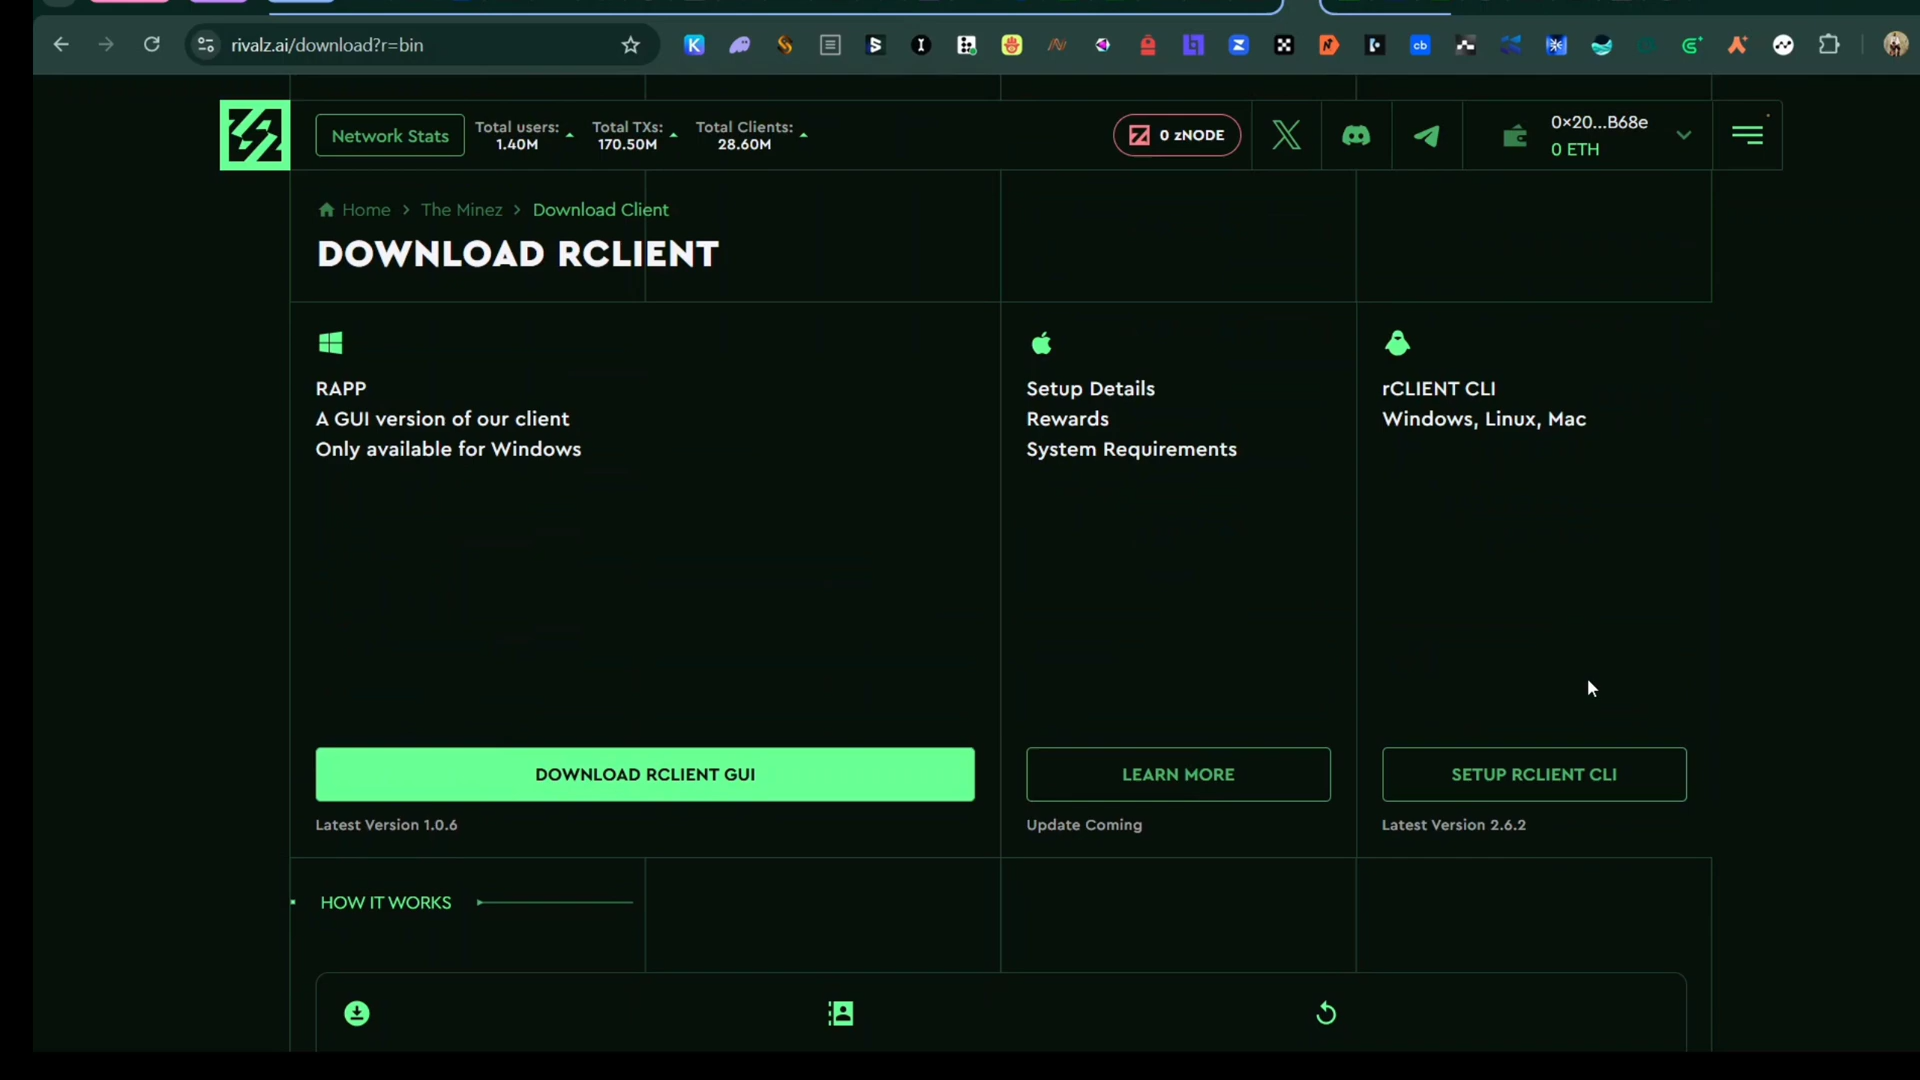 rivalz.ai/download?r=bin
cb
Network Stats
Total users:
1.40M
Total TXs:
170.50M
Total Clients:
28.60M
0 zNODE
0×20...B68e
0 ETH
Home
The Minez
Download Client
DOWNLOAD RCLIENT
RAPP
A GUI version of our client
Only available for Windows
DOWNLOAD RCLIENT GUI
Latest Version 1.0.6
Setup Details
Rewards
System Requirements
LEARN MORE
Update Coming
rCLIENT CLI
Windows, Linux, Mac
SETUP RCLIENT CLI
Latest Version 2.6.2
HOW IT WORKS